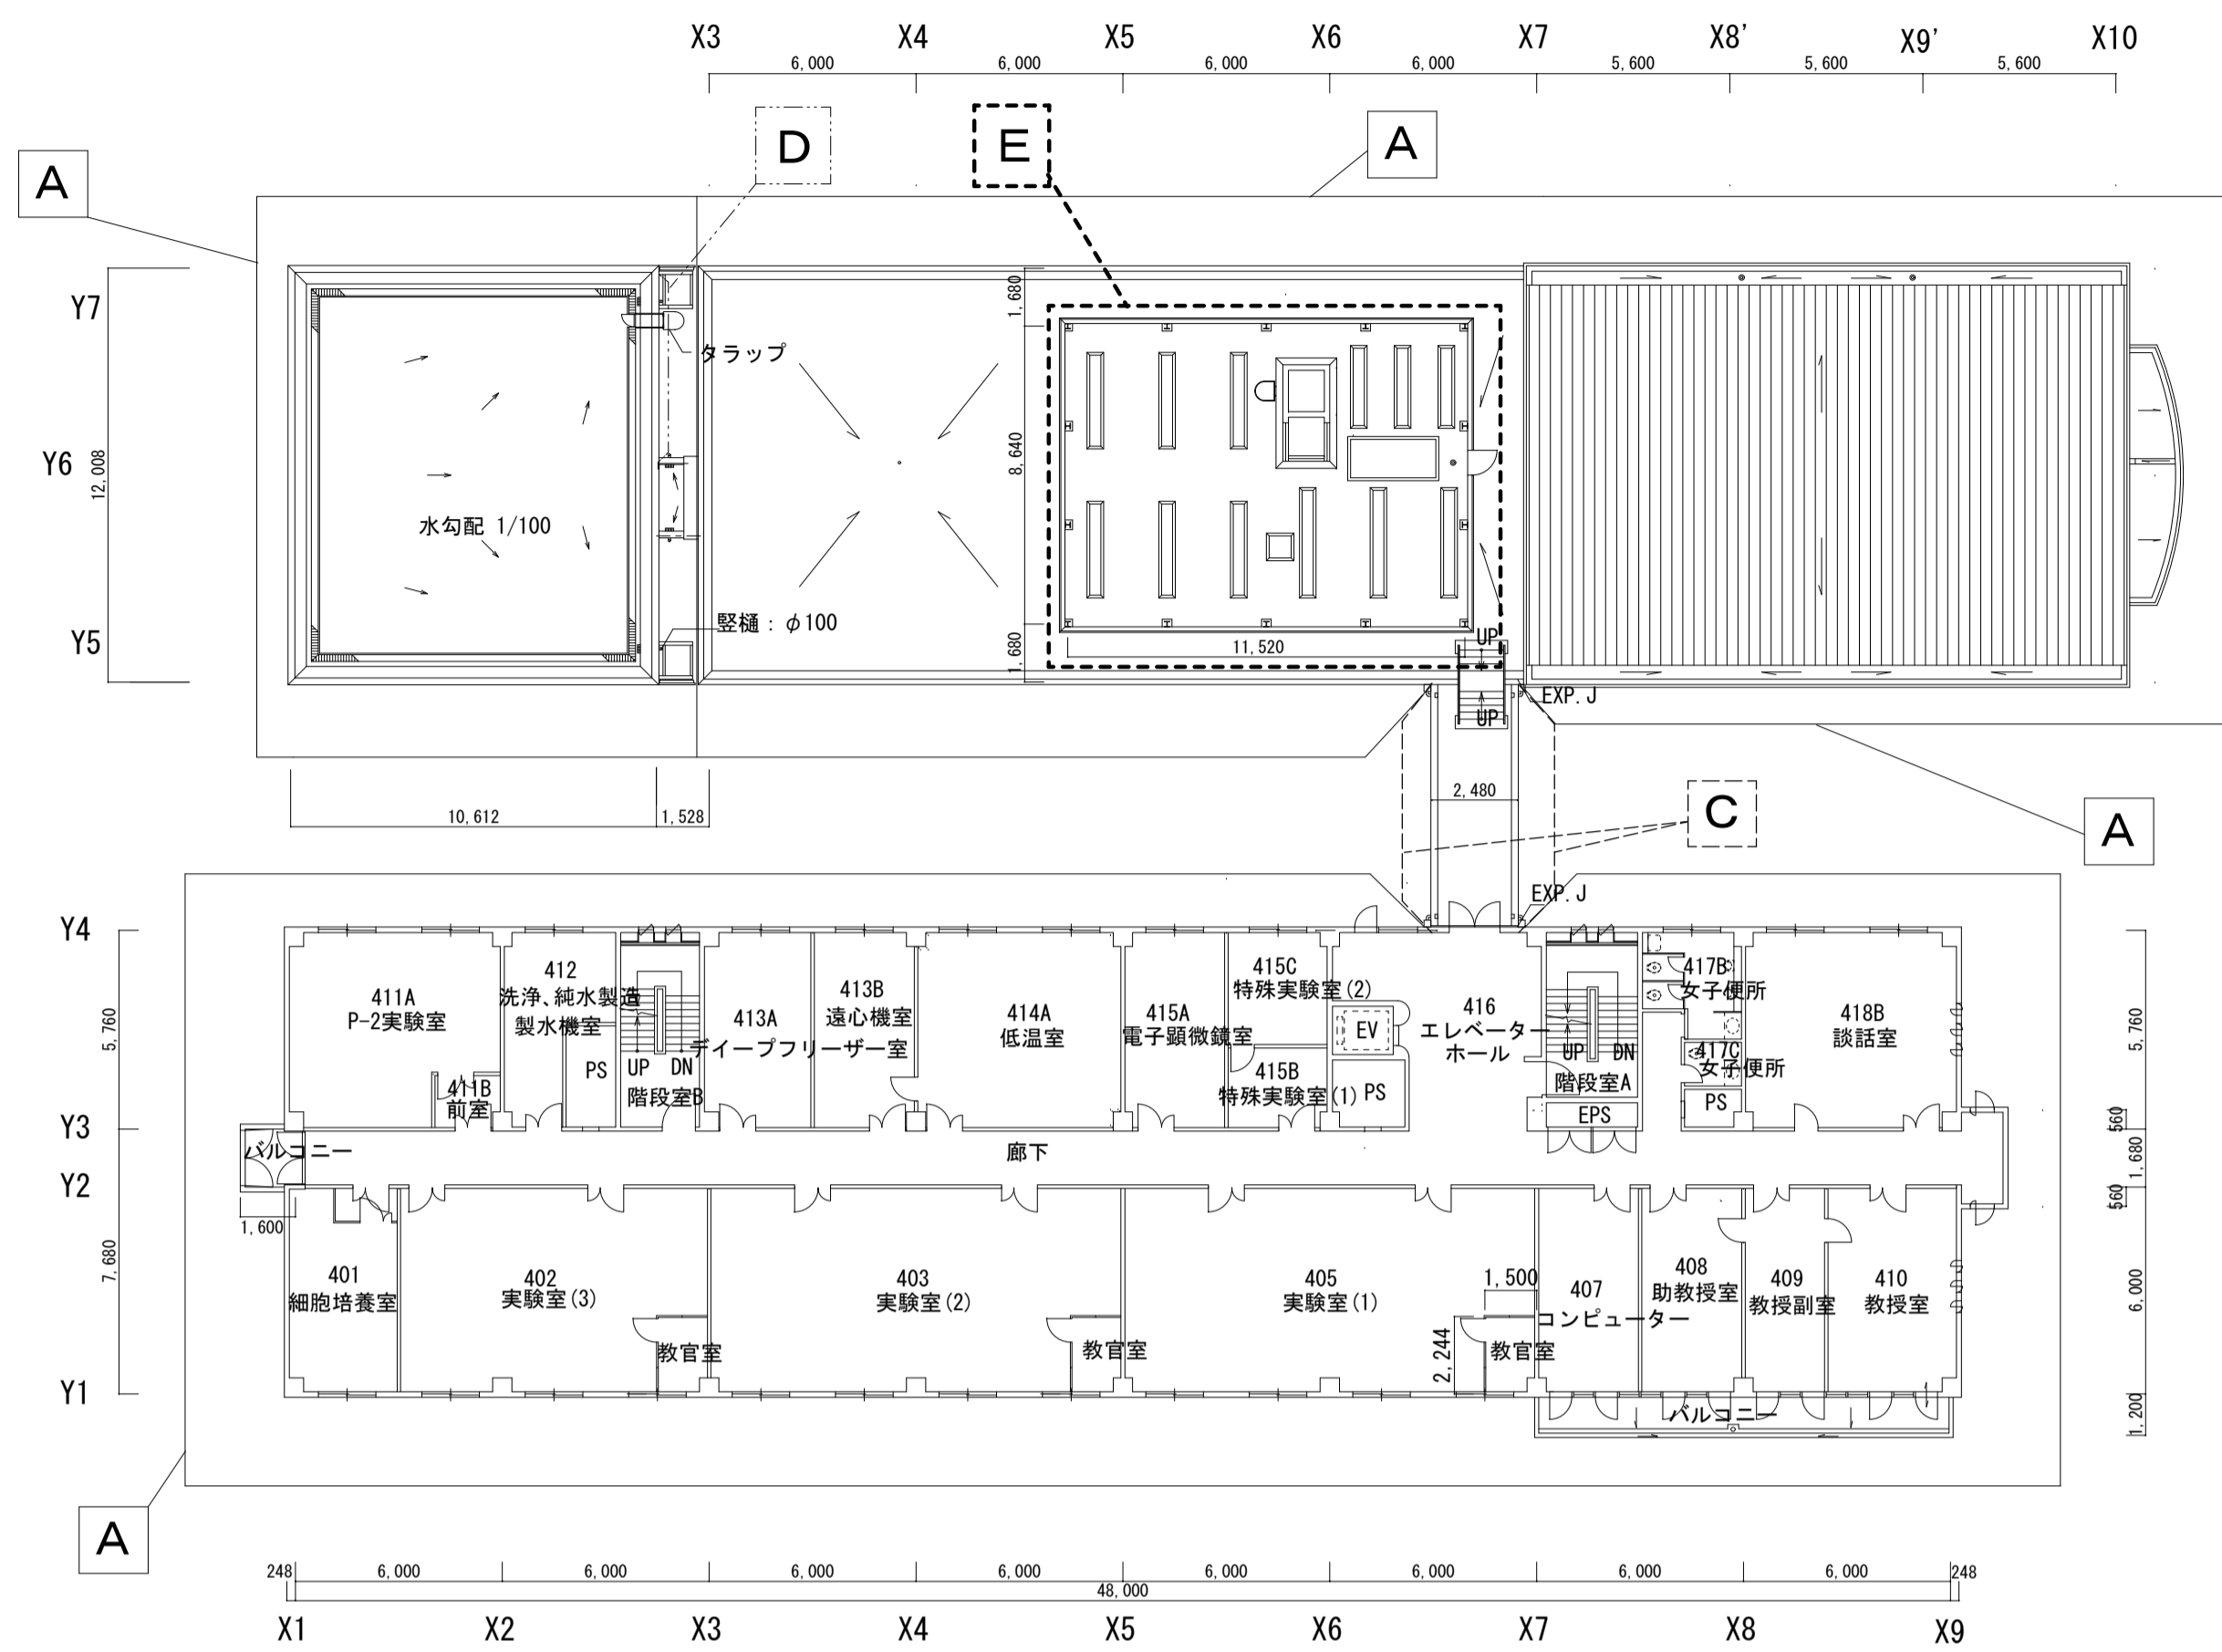 X3 X4 X5 X6 X7 X8' X9' X10
6,000 6,000 6,000 6,000 5,600 5,600 5,600
D
E
A
A
Y7
1,680
タラップ
Y6
12,008
8,640
水勾配 1/100
竪樋：φ100
Y5
1,680
11,520
UP
EXP.J
UP
2,480
10,612
1,528
C
A
EXP.J
Y4
5,760
411A
P-2実験室
411B
前室
412
洗浄､純水製造
製水機室
PS
UP DN
階段室B
413A
デイープフリーザー室
413B
遠心機室
414A
低温室
415A
電子顕微鏡室
415C
特殊実験室(2)
415B
特殊実験室(1)
EV
PS
416
エレベーター
ホール
UP DN
階段室A
EPS
417B
女子便所
417C
女子便所
PS
418B
談話室
5,760
Y3
バルコニー
廊下
560
1,680
Y2
560
1,600
7,680
401
細胞培養室
402
実験室(3)
教官室
403
実験室(2)
教官室
405
実験室(1)
1,500
2,244
教官室
407
コンピューター
408
助教授室
409
教授副室
410
教授室
6,000
Y1
バルコニー
1,200
A
248 6,000 6,000 6,000 6,000 6,000 6,000 6,000 6,000 248
48,000
X1 X2 X3 X4 X5 X6 X7 X8 X9